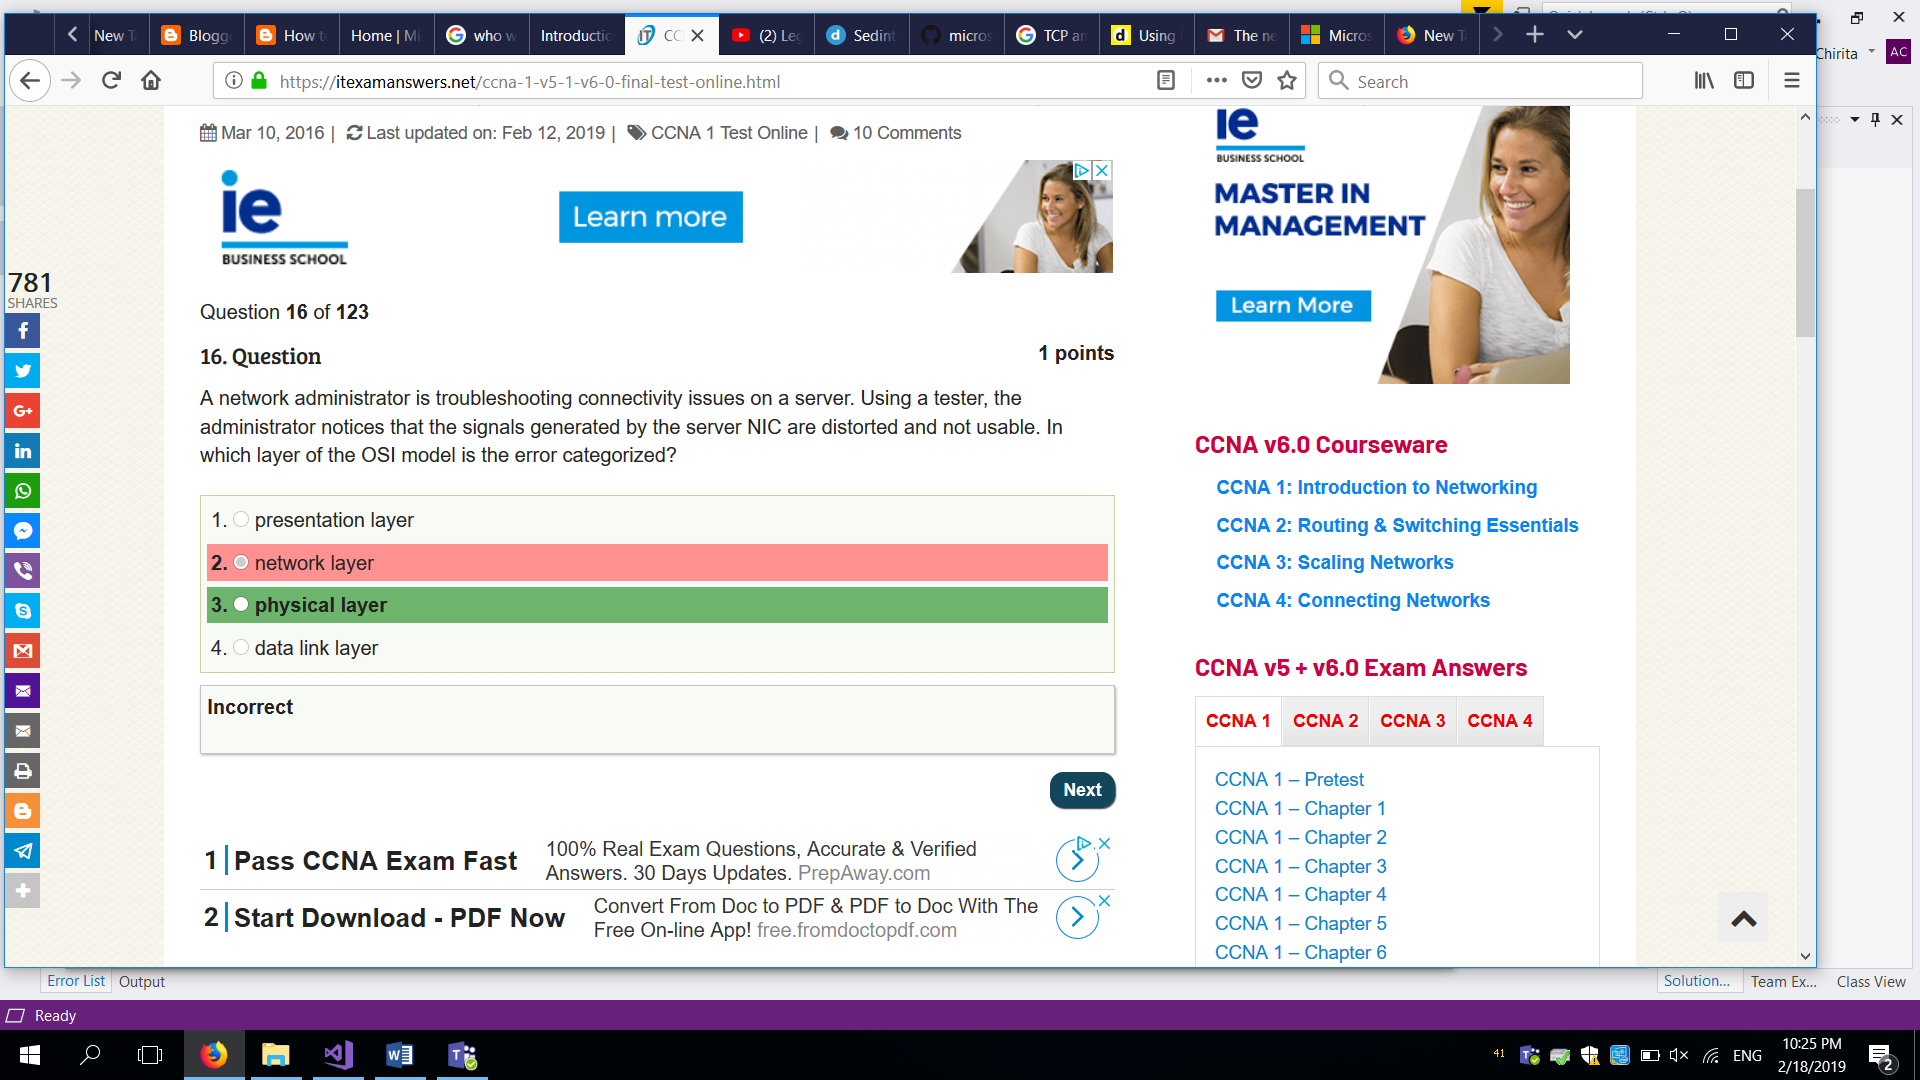 New Ta
Blogge
How to
Home | Mi
who w
Introductio
CC
(2) Leg
Sedint
micros
TCP an
Using
The ne
Micros
New Ta
Chirita
AC
https://itexamanswers.net/ccna-1-v5-1-v6-0-final-test-online.html
Search
Mar 10, 2016 | Last updated on: Feb 12, 2019 | CCNA 1 Test Online | 10 Comments
ie
BUSINESS SCHOOL
Learn more
ie
BUSINESS SCHOOL
MASTER IN
MANAGEMENT
Learn More
781
SHARES
Question 16 of 123
16. Question
1 points
A network administrator is troubleshooting connectivity issues on a server. Using a tester, the
administrator notices that the signals generated by the server NIC are distorted and not usable. In
which layer of the OSI model is the error categorized?
1. presentation layer
2. network layer
3. physical layer
4. data link layer
Incorrect
Next
1 Pass CCNA Exam Fast
100% Real Exam Questions, Accurate & Verified
Answers. 30 Days Updates. PrepAway.com
2 Start Download - PDF Now
Convert From Doc to PDF & PDF to Doc With The
Free On-line App! free.fromdoctopdf.com
CCNA v6.0 Courseware
CCNA 1: Introduction to Networking
CCNA 2: Routing & Switching Essentials
CCNA 3: Scaling Networks
CCNA 4: Connecting Networks
CCNA v5 + v6.0 Exam Answers
CCNA 1
CCNA 2
CCNA 3
CCNA 4
CCNA 1 – Pretest
CCNA 1 – Chapter 1
CCNA 1 – Chapter 2
CCNA 1 – Chapter 3
CCNA 1 – Chapter 4
CCNA 1 – Chapter 5
CCNA 1 – Chapter 6
Error List
Output
Solution...
Team Ex...
Class View
Ready
41
ENG
10:25 PM
2/18/2019
2